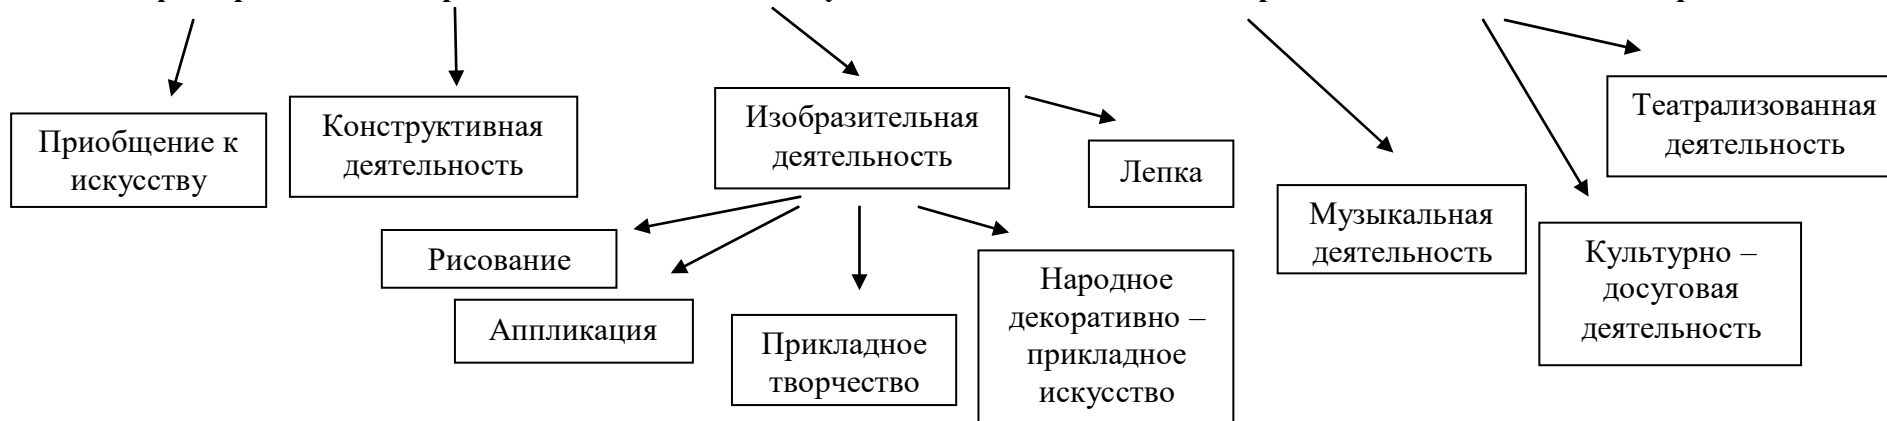 Приобщение к
искусству
Конструктивная
деятельность
Изобразительная
деятельность
Лепка
Рисование
Аппликация
Прикладное
творчество
Народное
декоративно –
прикладное
искусство
Музыкальная
деятельность
Культурно –
досуговая
деятельность
Театрализованная
деятельность